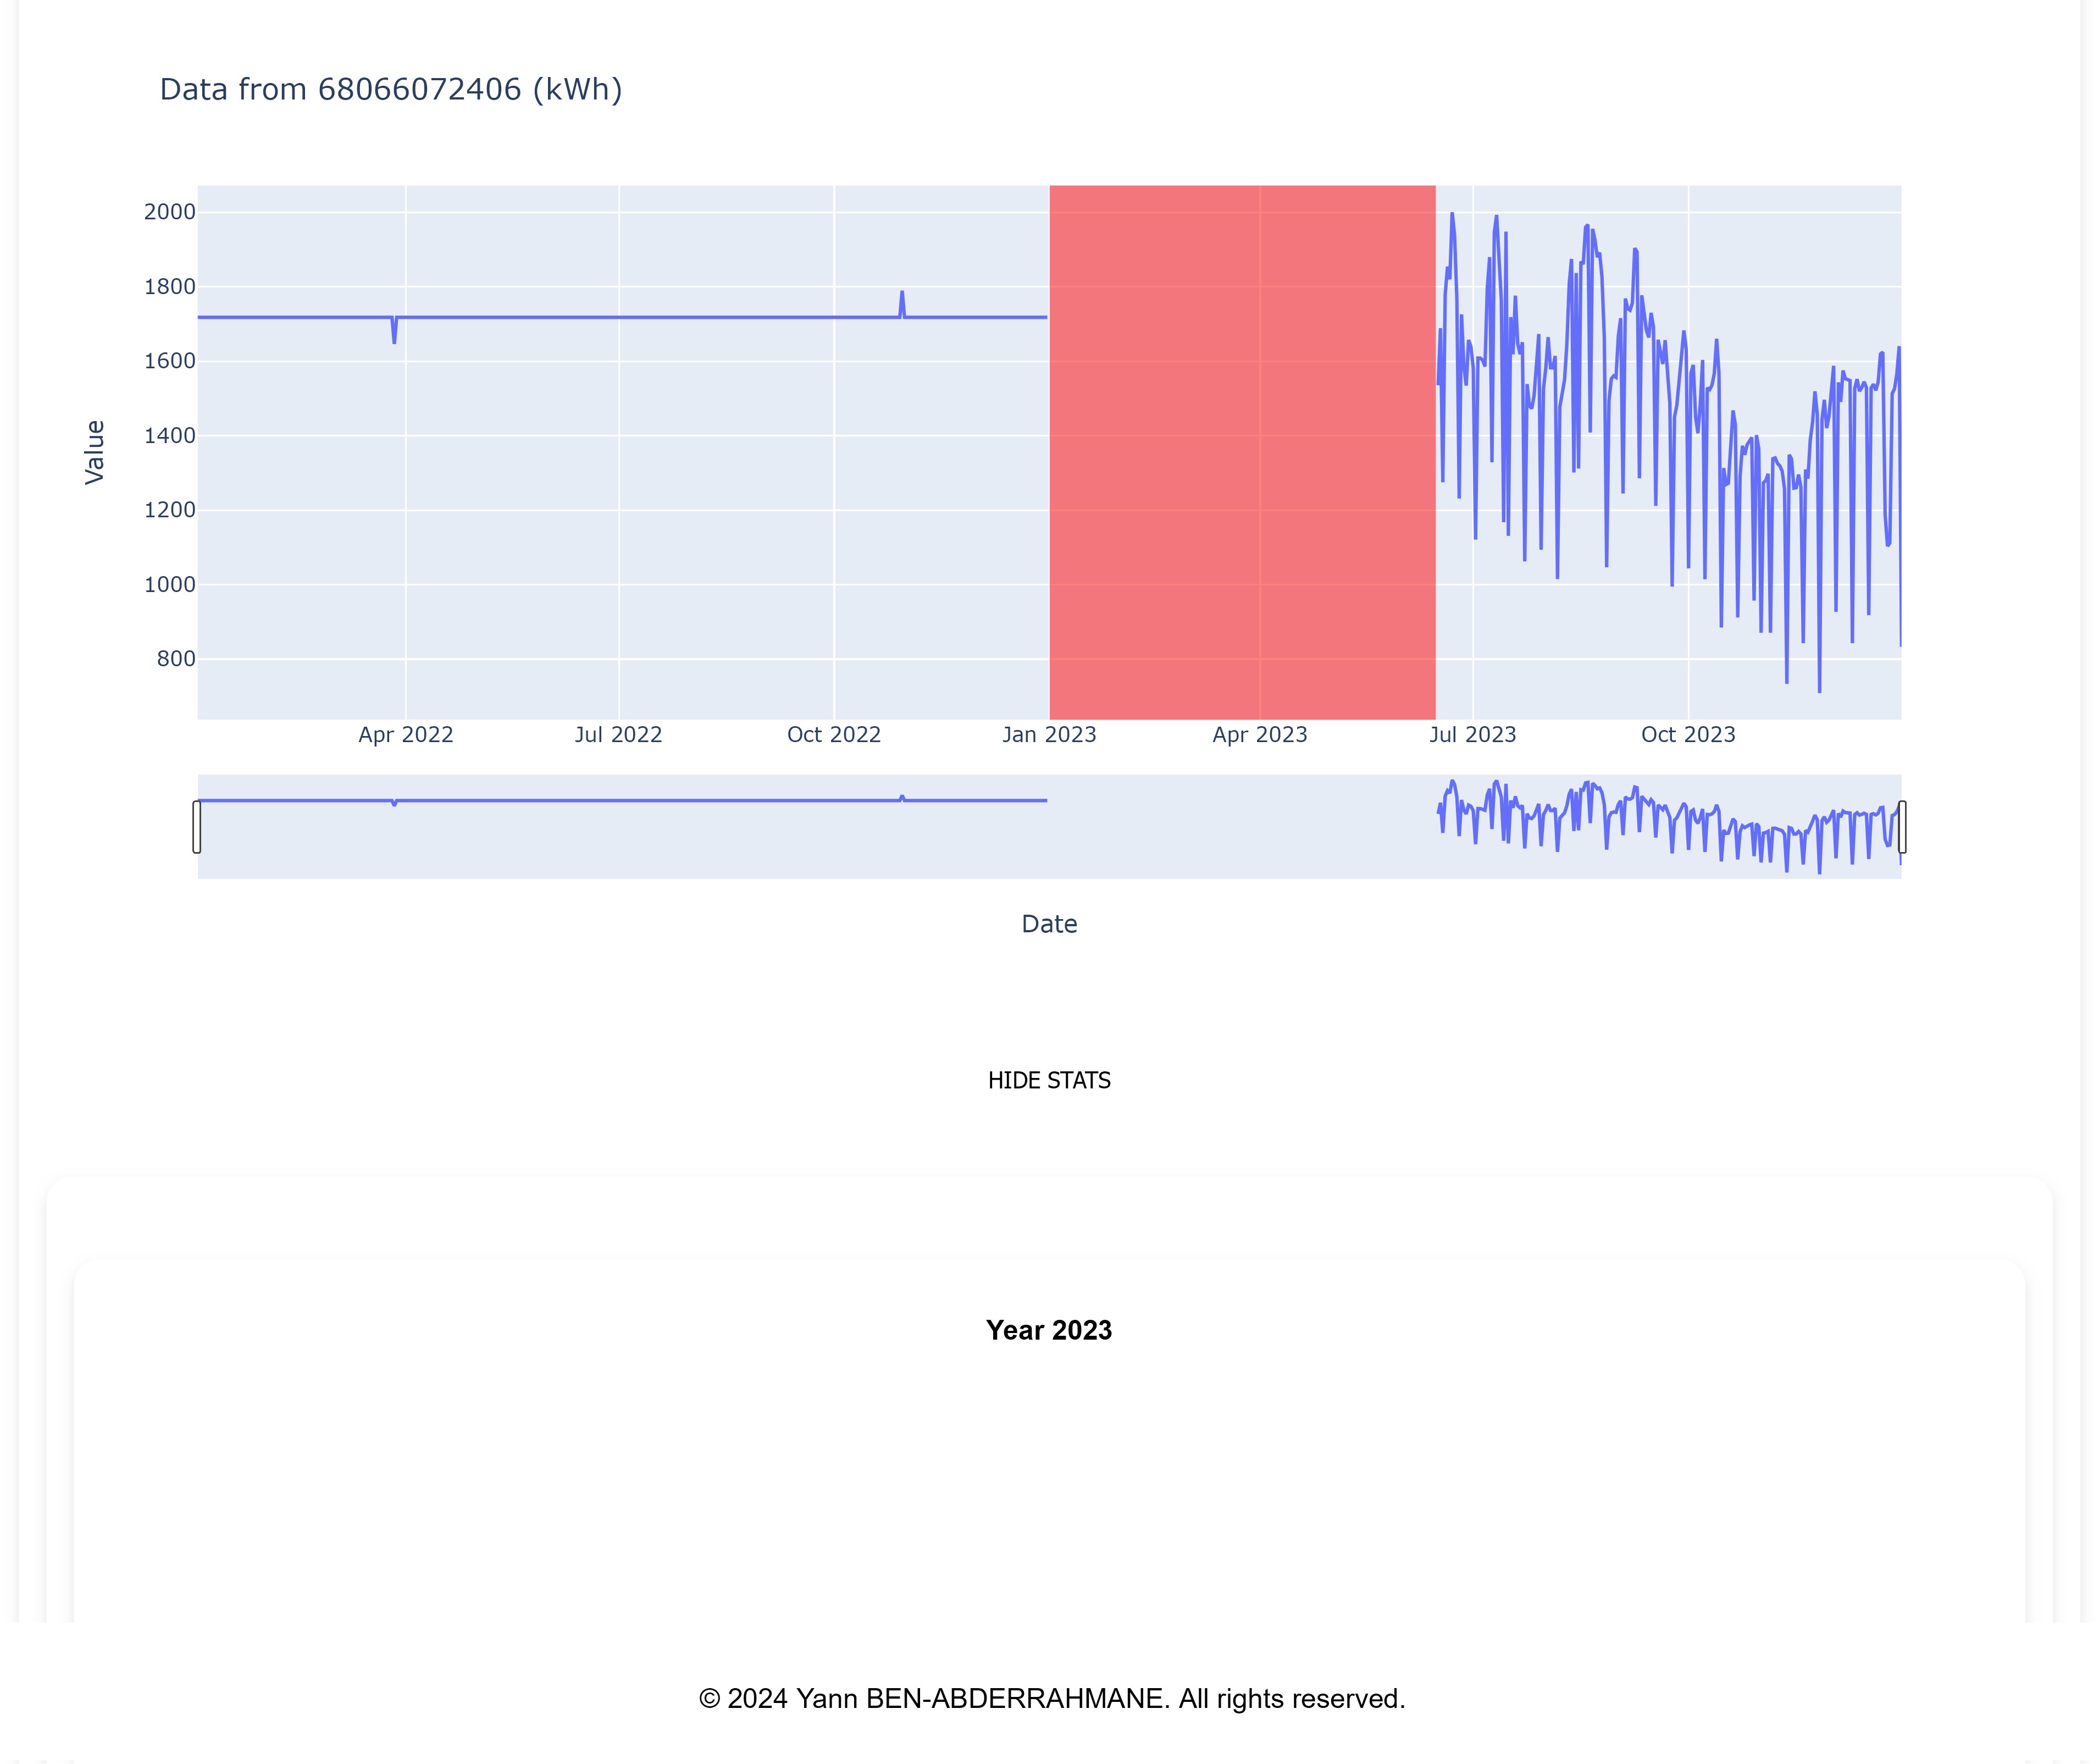 Data from 68066072406 (kWh)
2000
1800
1600
1400
1200
1000
800
Value
Apr 2022
Jul 2022
Oct 2022
Jan 2023
Apr 2023
Jul 2023
Oct 2023
Date
HIDE STATS
Year 2023
© 2024 Yann BEN-ABDERRAHMANE. All rights reserved.